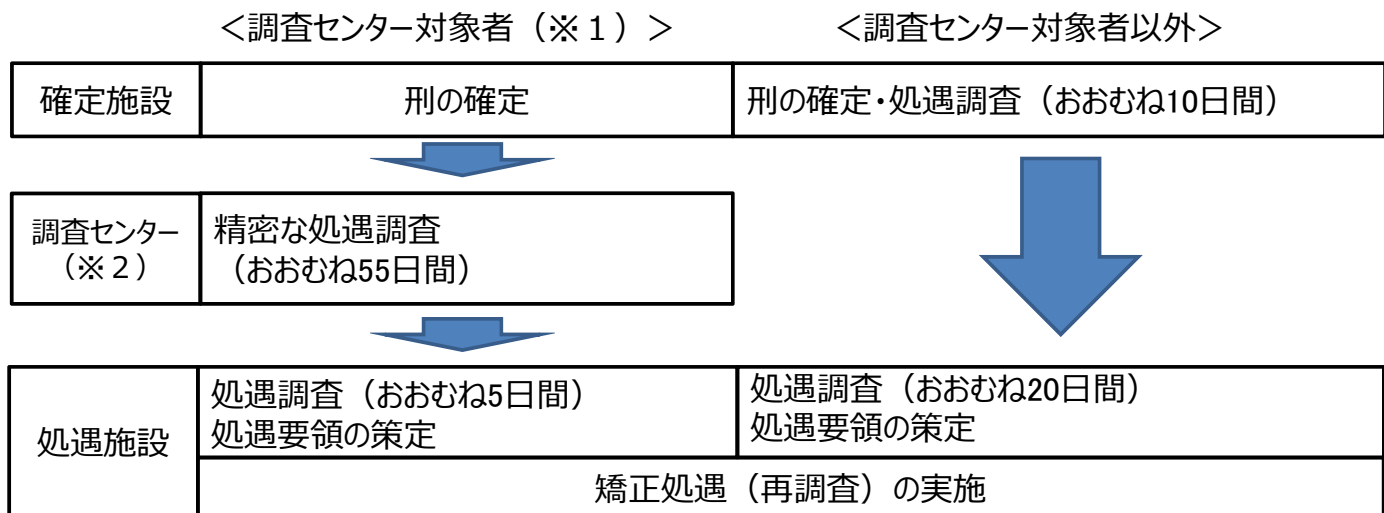 ＜調査センター対象者（※１）＞
＜調査センター対象者以外＞
確定施設
刑の確定
刑の確定・処遇調査（おおむね10日間）
調査センター
（※２）
精密な処遇調査
（おおむね55日間）
処遇施設
処遇調査（おおむね5日間）
処遇要領の策定
処遇調査（おおむね20日間）
処遇要領の策定
矯正処遇（再調査）の実施